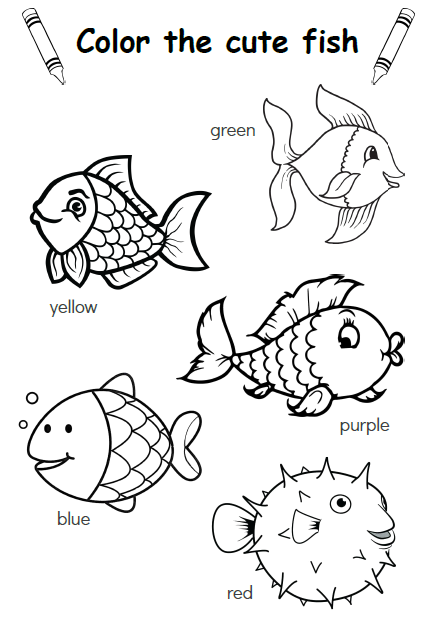 Color the cute fish
green
yellow
purple
blue
red